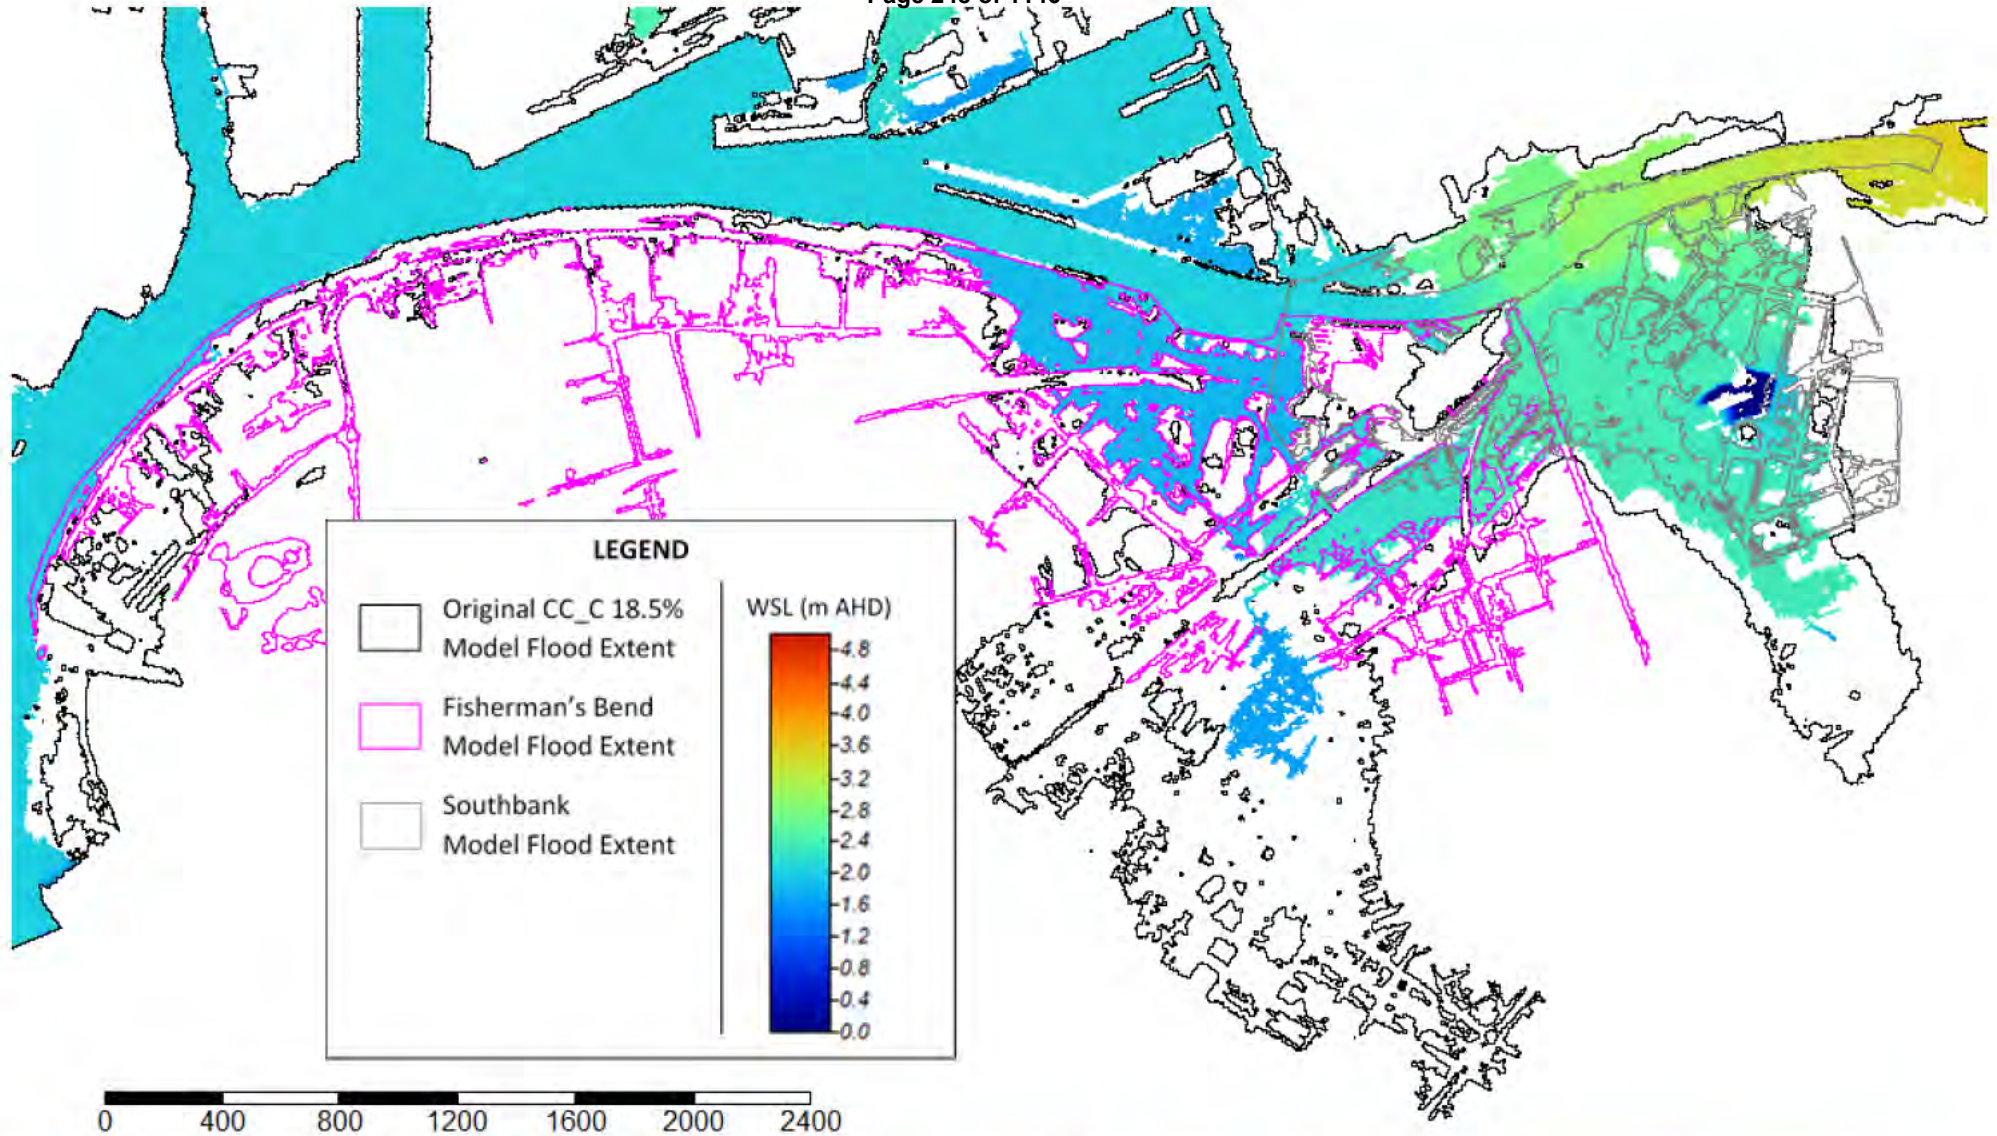 LEGEND
Original CC_C 18.5%
Model Flood Extent
Fisherman's Bend
Model Flood Extent
Southbank
Model Flood Extent
WSL (m AHD)
4.8
4.4
4.0
3.6
3.2
2.8
2.4
2.0
1.6
1.2
0.8
0.4
0.0
0 400 800 1200 1600 2000 2400